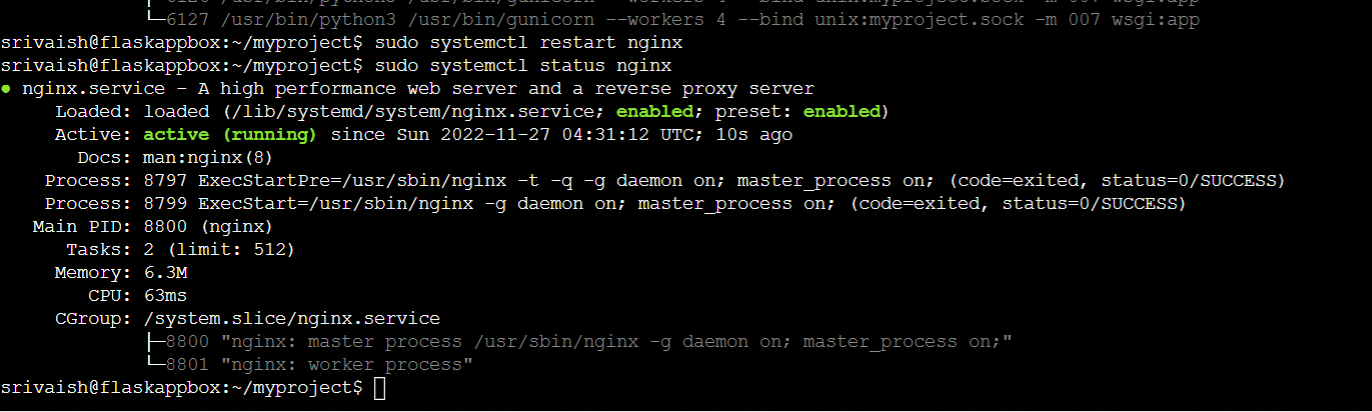 └─6127 /usr/bin/python3 /usr/bin/gunicorn --workers 4 --bind unix:myproject.sock -m 007 wsgi:app
srivaish@flaskappbox:~/myproject$ sudo systemctl restart nginx
srivaish@flaskappbox:~/myproject$ sudo systemctl status nginx
● nginx.service - A high performance web server and a reverse proxy server
Loaded: loaded (/lib/systemd/system/nginx.service; enabled; preset: enabled)
Active: active (running) since Sun 2022-11-27 04:31:12 UTC; 10s ago
Docs: man:nginx(8)
Process: 8797 ExecStartPre=/usr/sbin/nginx -t -q -g daemon on; master_process on; (code=exited, status=0/SUCCESS)
Process: 8799 ExecStart=/usr/sbin/nginx -g daemon on; master_process on; (code=exited, status=0/SUCCESS)
Main PID: 8800 (nginx)
Tasks: 2 (limit: 512)
Memory: 6.3M
CPU: 63ms
CGroup: /system.slice/nginx.service
├─8800 "nginx: master process /usr/sbin/nginx -g daemon on; master_process on;"
└─8801 "nginx: worker process"
srivaish@flaskappbox:~/myproject$